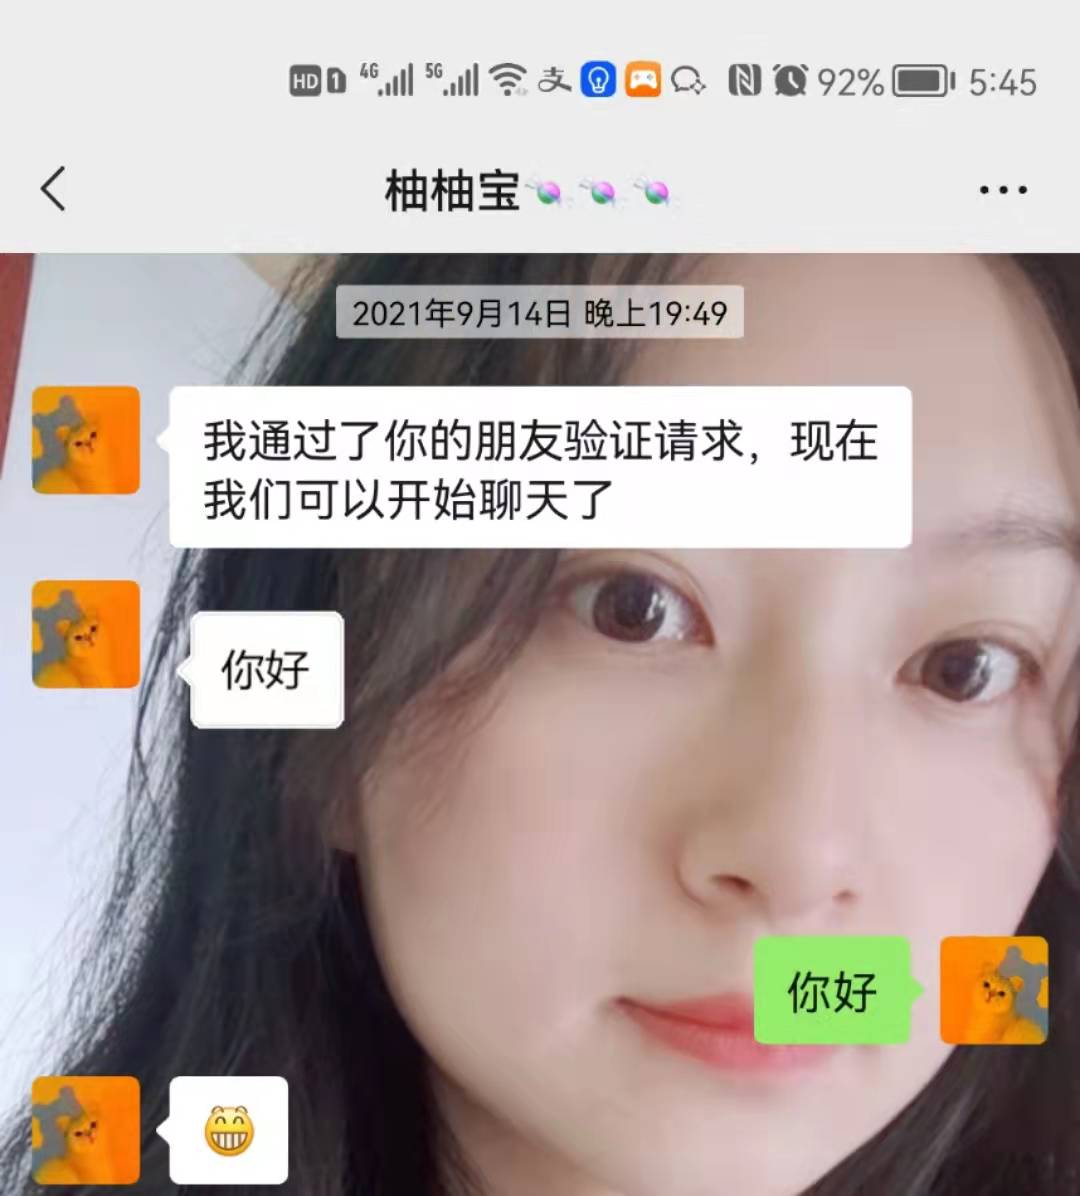 HD 1 4G 5G 支 92% 5:45
柚柚宝
2021年9月14日 晚上19:49
我通过了你的朋友验证请求，现在
我们可以开始聊天了
你好
你好